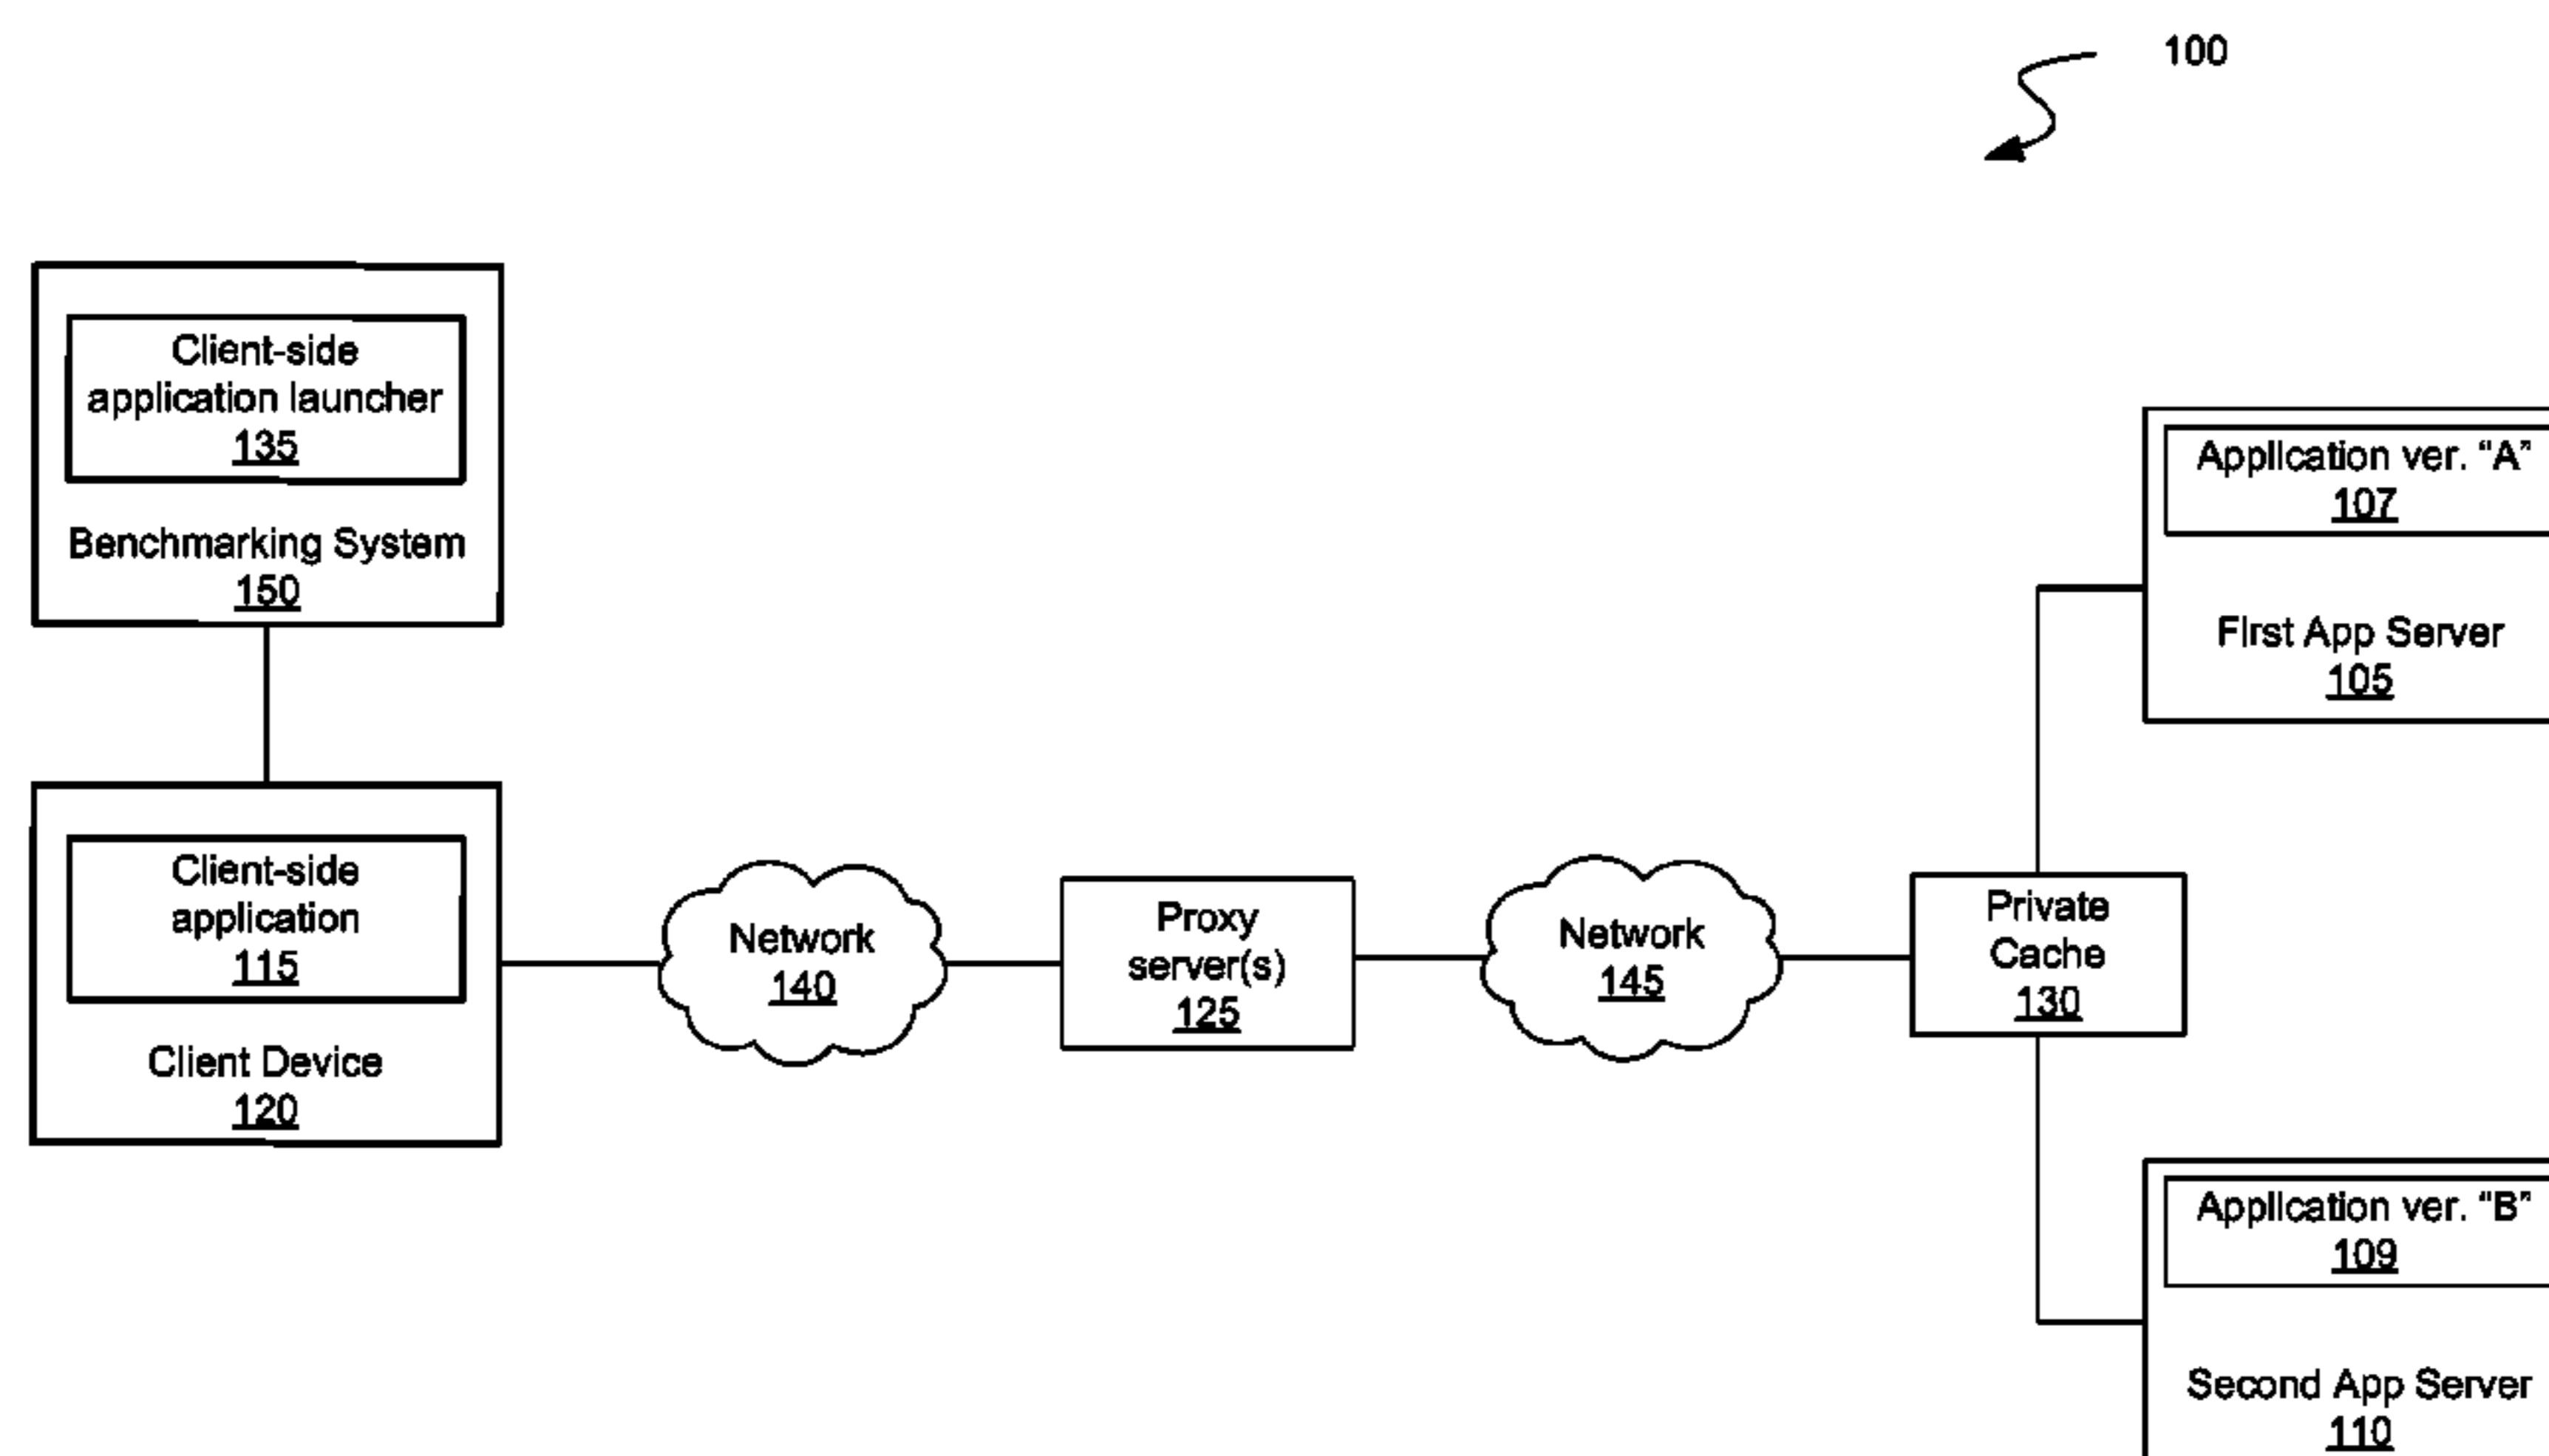 100
Client-side
application launcher
135
Benchmarking System
150
Application ver. “A”
107
First App Server
105
Client-side
application
115
Client Device
120
Network
140
Proxy
server(s)
125
Network
145
Private
Cache
130
Application ver. “B”
109
Second App Server
110